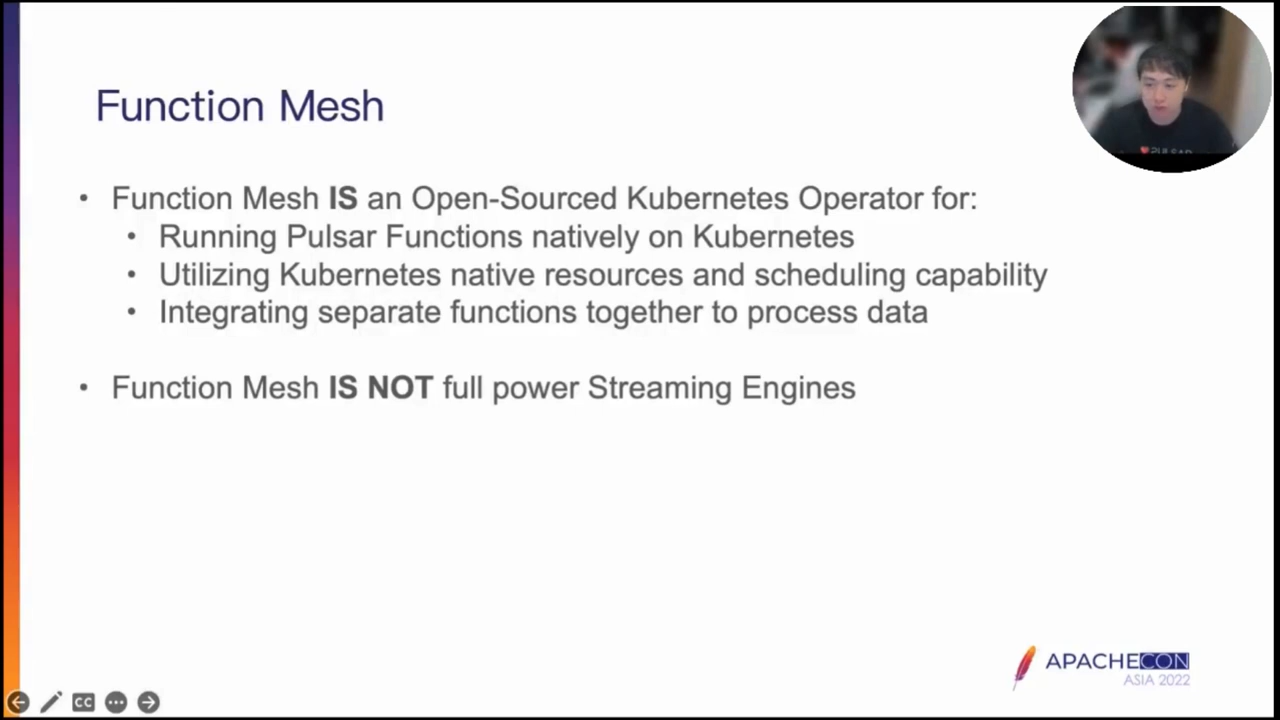 Function Mesh
• Function Mesh IS an Open-Sourced Kubernetes Operator for:
• Running Pulsar Functions natively on Kubernetes
• Utilizing Kubernetes native resources and scheduling capability
• Integrating separate functions together to process data
• Function Mesh IS NOT full power Streaming Engines
PULSAR
APACHECON
ASIA 2022
CC